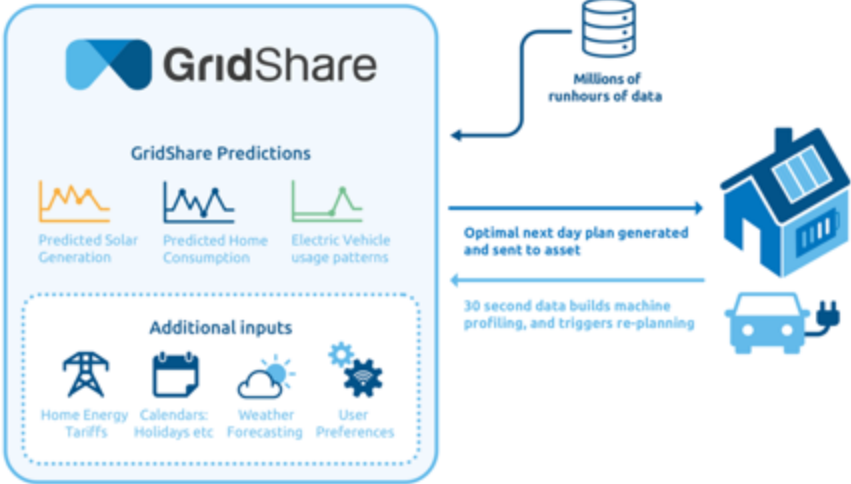 GridShare
Millions of
runhours of data
GridShare Predictions
Predicted Solar
Generation
Predicted Home
Consumption
Electric Vehicle
usage patterns
Optimal next day plan generated
and sent to asset
30 second data builds machine
profiling, and triggers re-planning
Additional inputs
Home Energy
Tariffs
Calendars:
Holidays etc
Weather
Forecasting
User
Preferences